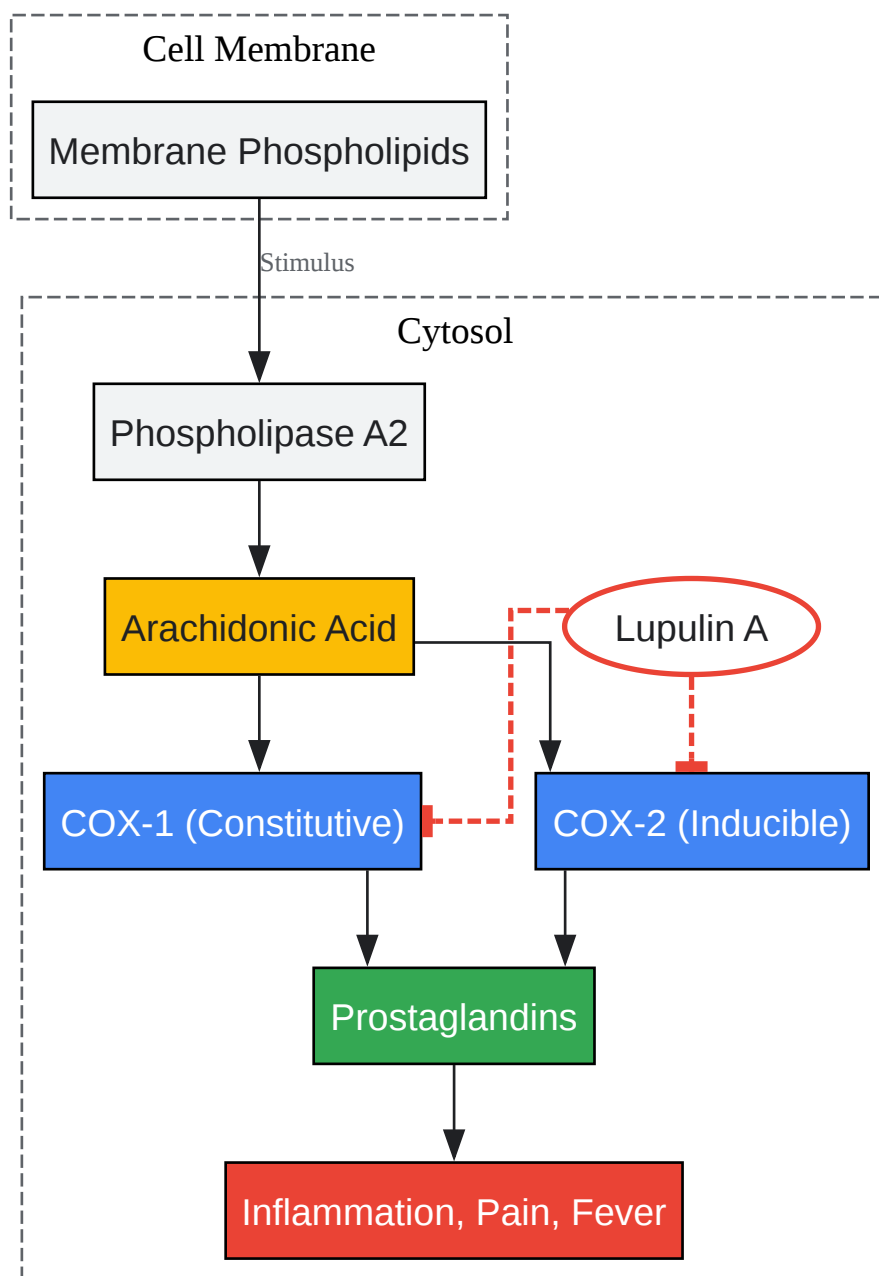 Cell Membrane
Membrane Phospholipids
Stimulus
Cytosol
Phospholipase A2
Arachidonic Acid
Lupulin A
COX-1 (Constitutive)
COX-2 (Inducible)
Prostaglandins
Inflammation, Pain, Fever